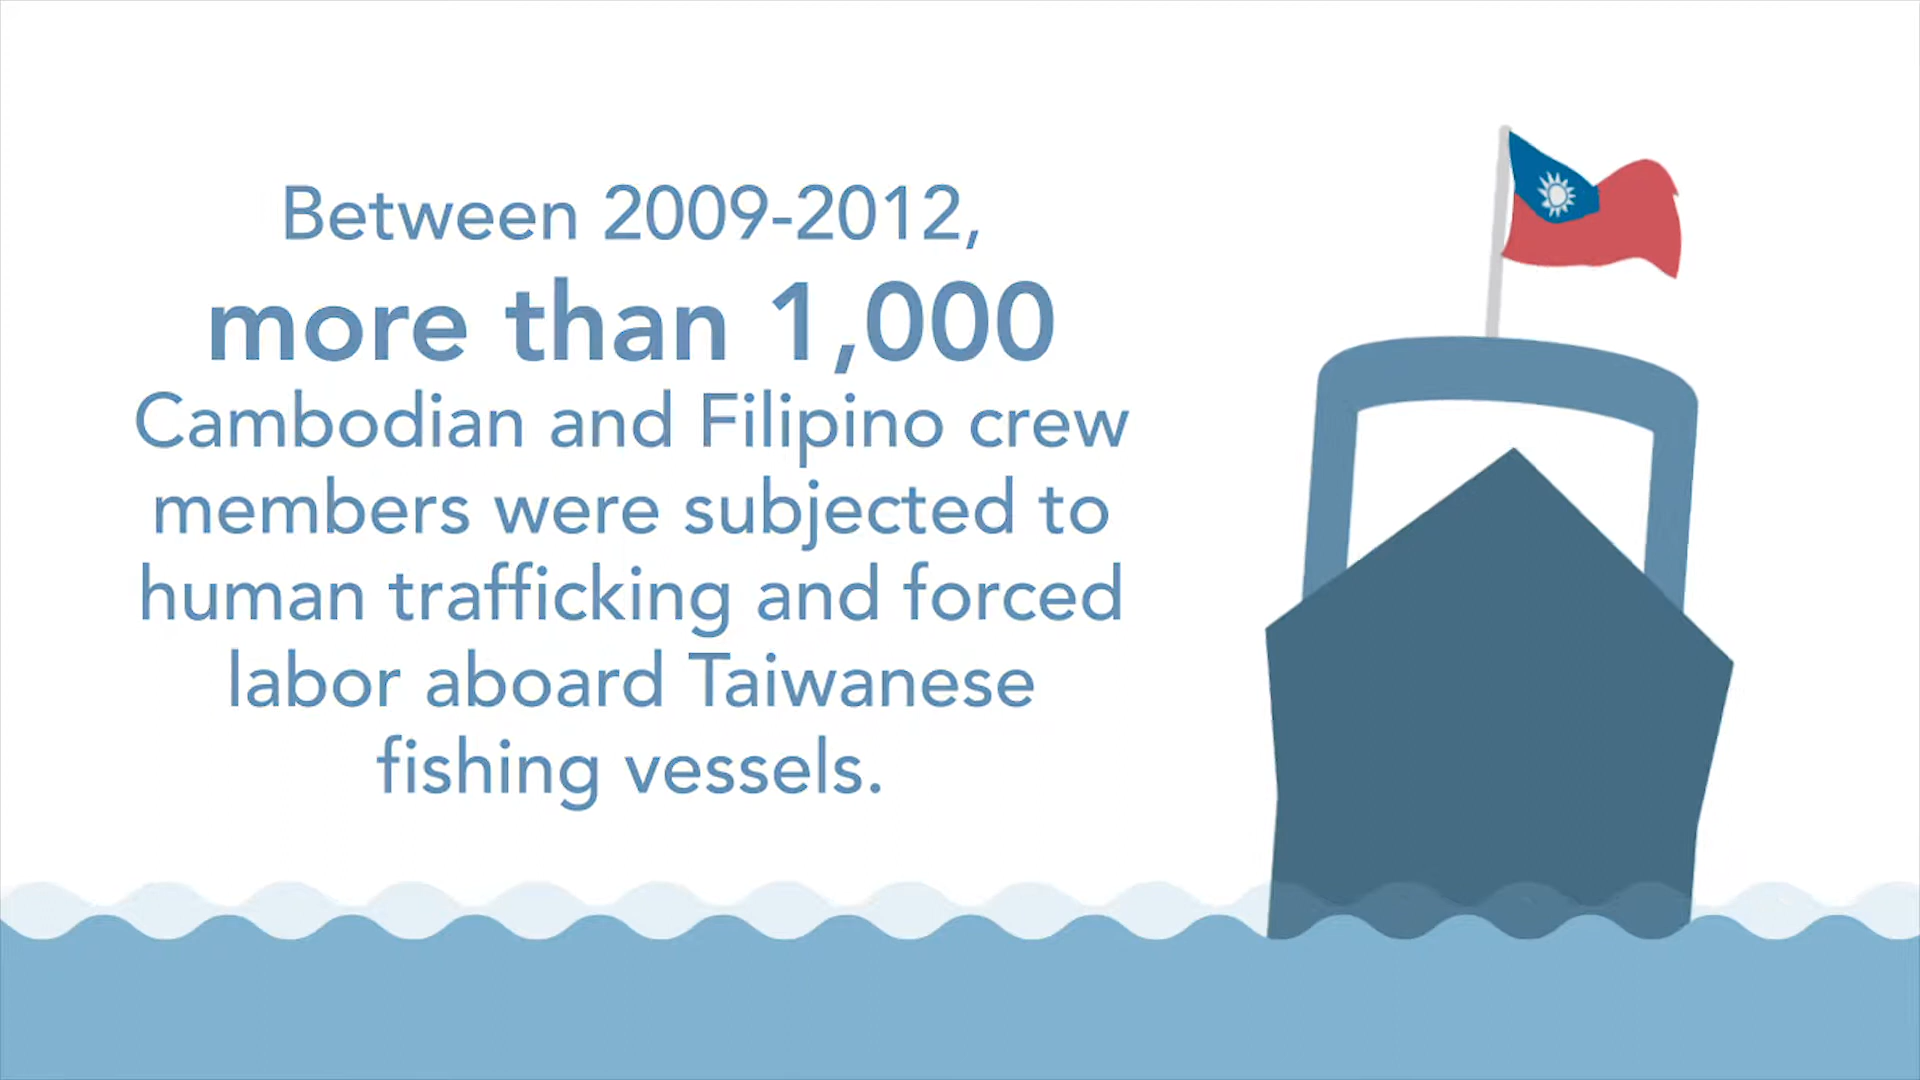 Between 2009-2012,
more than 1,000
Cambodian and Filipino crew
members were subjected to
human trafficking and forced
labor aboard Taiwanese
fishing vessels.